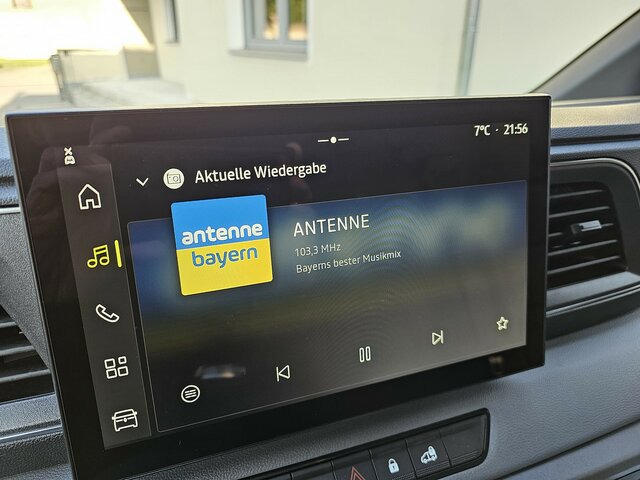 7°C · 21:56
Aktuelle Wiedergabe
antenne
bayern
ANTENNE
103,3 MHz
Bayerns bester Musikmix